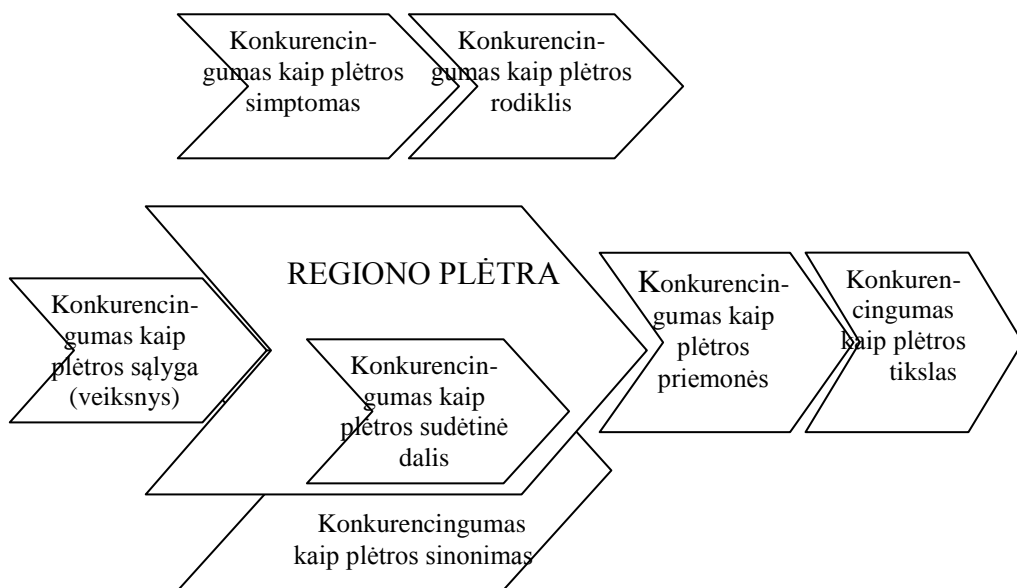 Konkurencin-
gumas kaip plėtros
simptomas
Konkurencin-
gumas kaip plėtros
rodiklis
REGIONO PLĖTRA
Konkurencin-
gumas kaip
plėtros sąlyga
(veiksnys)
Konkurencin-
gumas kaip
plėtros sudėtinė
dalis
Konkurencin-
gumas kaip
plėtros
priemonės
Konkuren-
cingumas
kaip plėtros
tikslas
Konkurencingumas
kaip plėtros sinonimas